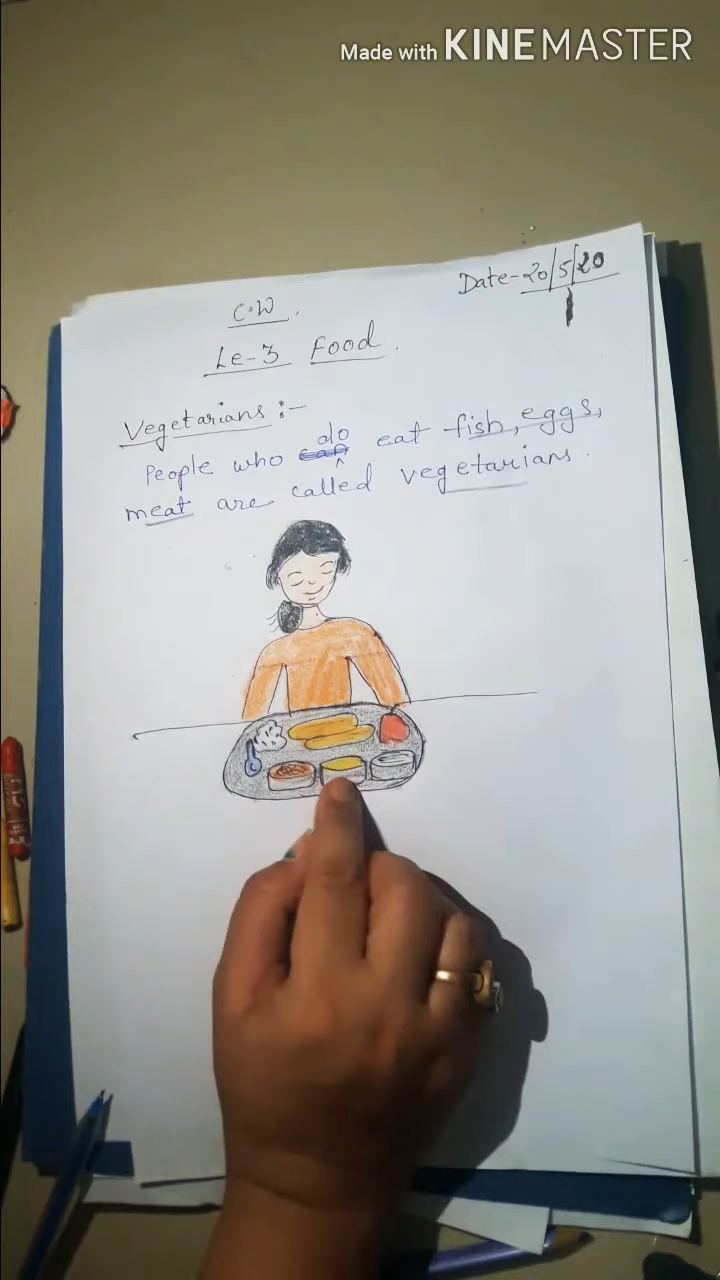 Made with KINEMASTER
Date-20/5/20
C.W.
Le-3 Food.
Vegetarians :-
do
People who can eat fish, eggs,
meat are called vegetarians.